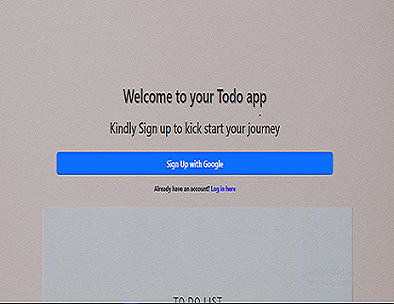 Welcome to your Todo app
Kindly Sign up to kick start your journey
Sign Up with Google
Already have an account? Log in here
TO DO LIST